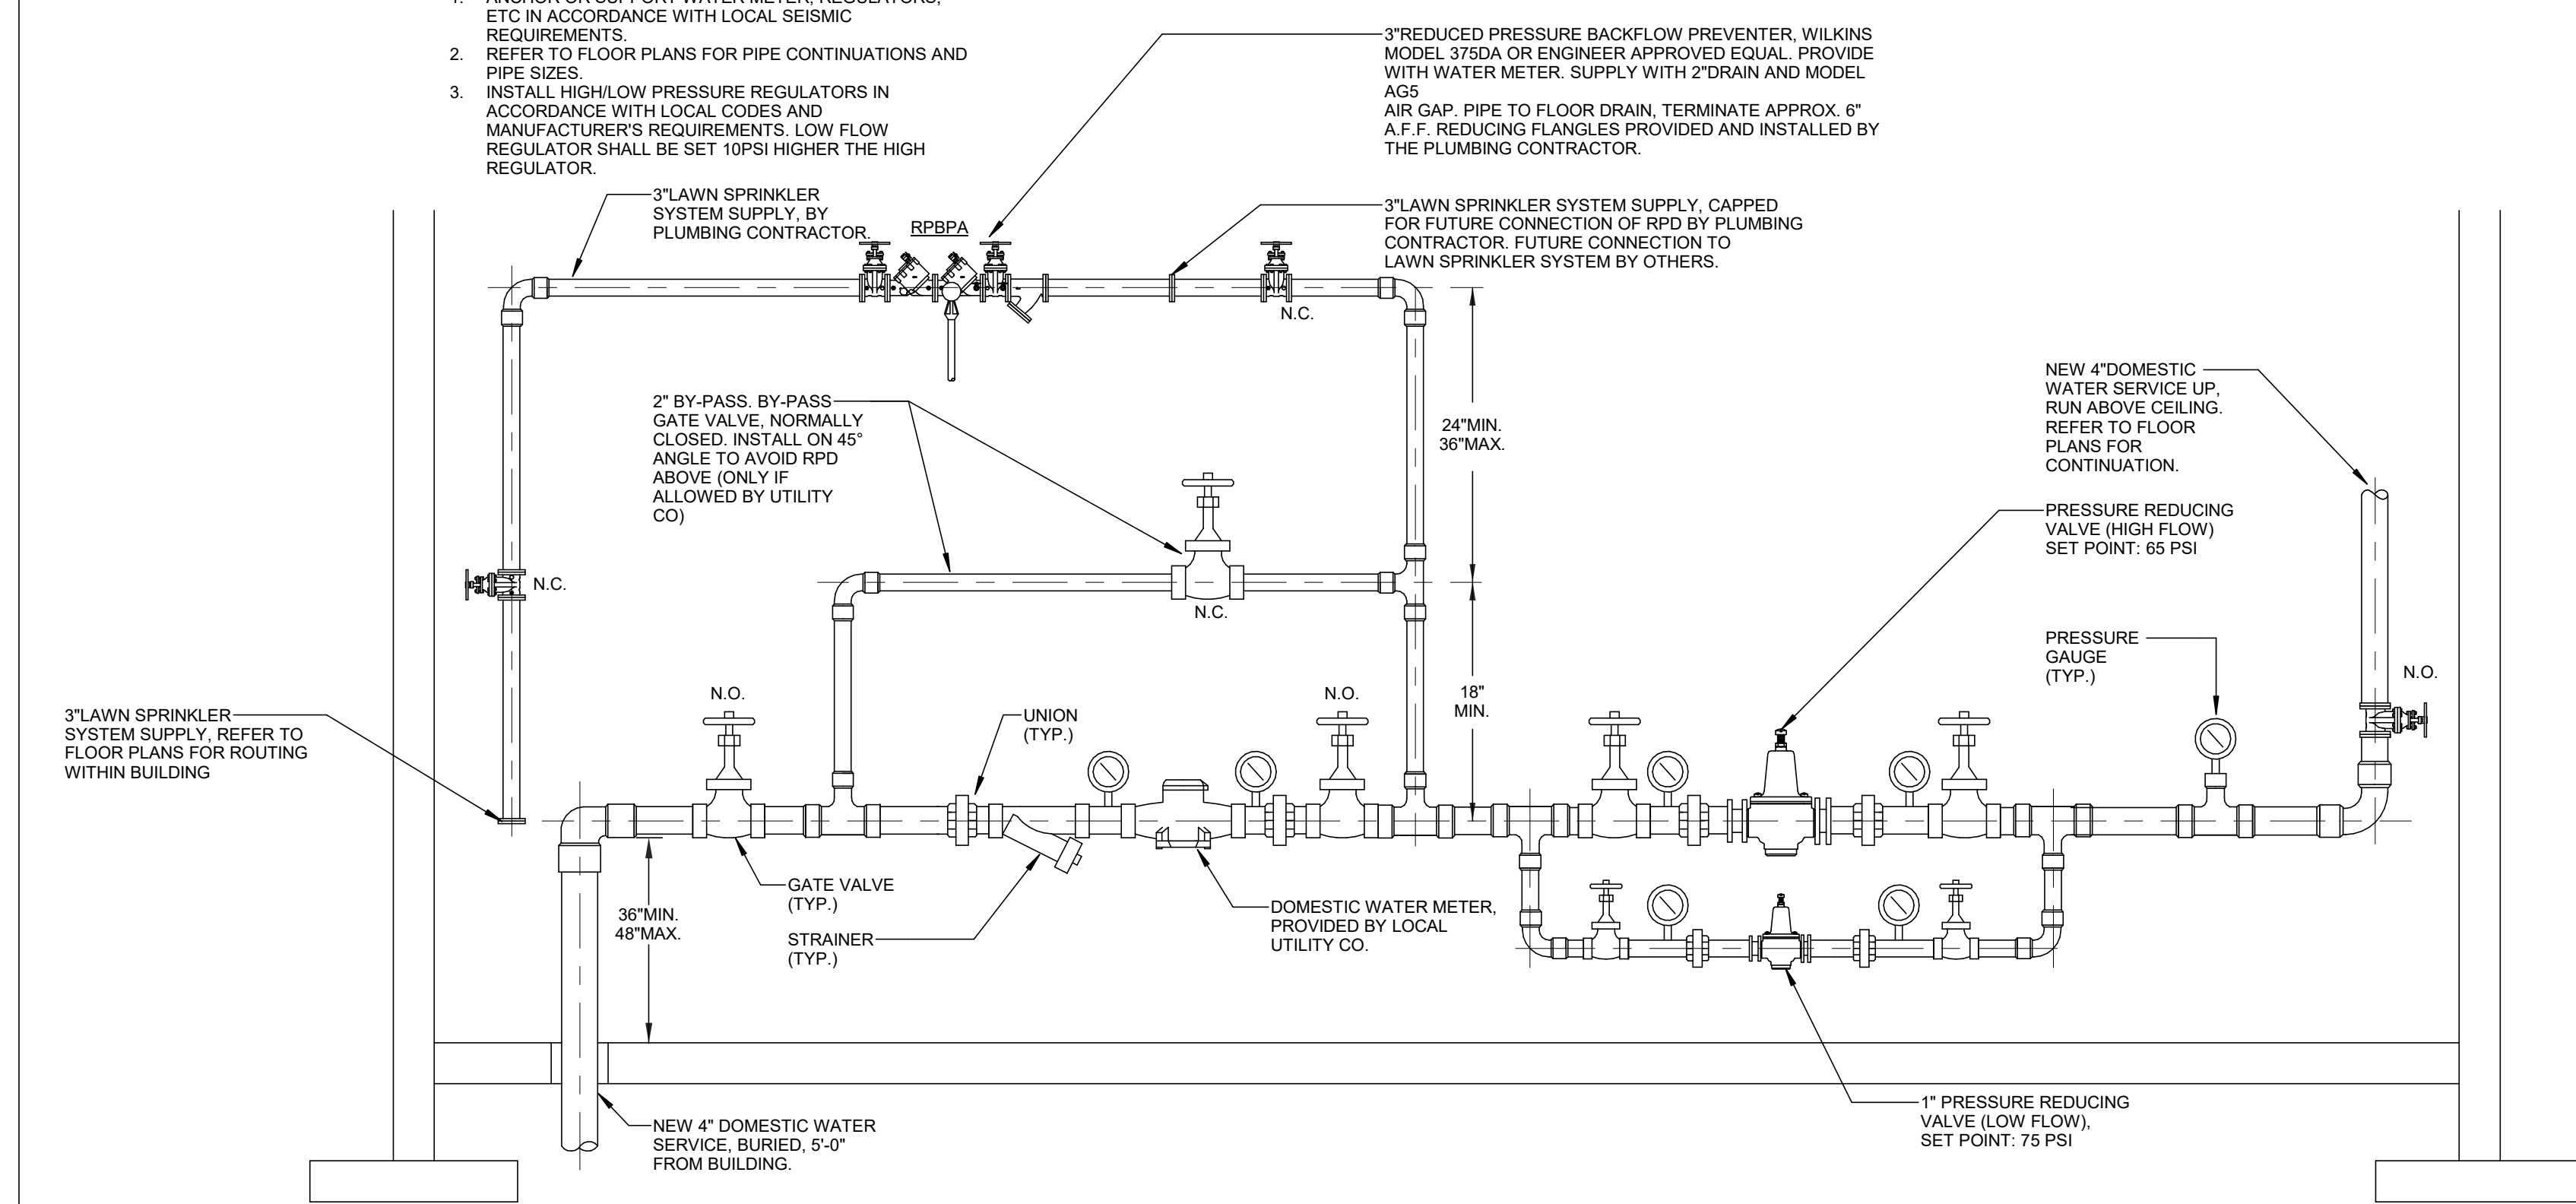 1. ANCHOR OR SUPPORT WATER METER, REGULATORS,
ETC IN ACCORDANCE WITH LOCAL SEISMIC
REQUIREMENTS.
2. REFER TO FLOOR PLANS FOR PIPE CONTINUATIONS AND
PIPE SIZES.
3. INSTALL HIGH/LOW PRESSURE REGULATORS IN
ACCORDANCE WITH LOCAL CODES AND
MANUFACTURER'S REQUIREMENTS. LOW FLOW
REGULATOR SHALL BE SET 10PSI HIGHER THE HIGH
REGULATOR.
3"REDUCED PRESSURE BACKFLOW PREVENTER, WILKINS
MODEL 375DA OR ENGINEER APPROVED EQUAL. PROVIDE
WITH WATER METER. SUPPLY WITH 2"DRAIN AND MODEL
AG5
AIR GAP. PIPE TO FLOOR DRAIN, TERMINATE APPROX. 6"
A.F.F. REDUCING FLANGLES PROVIDED AND INSTALLED BY
THE PLUMBING CONTRACTOR.
3"LAWN SPRINKLER
SYSTEM SUPPLY, BY
PLUMBING CONTRACTOR.
RPBPA
3"LAWN SPRINKLER SYSTEM SUPPLY, CAPPED
FOR FUTURE CONNECTION OF RPD BY PLUMBING
CONTRACTOR. FUTURE CONNECTION TO
LAWN SPRINKLER SYSTEM BY OTHERS.
N.C.
2" BY-PASS. BY-PASS
GATE VALVE, NORMALLY
CLOSED. INSTALL ON 45°
ANGLE TO AVOID RPD
ABOVE (ONLY IF
ALLOWED BY UTILITY
CO)
24"MIN.
36"MAX.
NEW 4"DOMESTIC
WATER SERVICE UP,
RUN ABOVE CEILING.
REFER TO FLOOR
PLANS FOR
CONTINUATION.
PRESSURE REDUCING
VALVE (HIGH FLOW)
SET POINT: 65 PSI
N.C.
N.C.
PRESSURE
GAUGE
(TYP.)
N.O.
3"LAWN SPRINKLER
SYSTEM SUPPLY, REFER TO
FLOOR PLANS FOR ROUTING
WITHIN BUILDING
N.O.
UNION
(TYP.)
N.O.
18"
MIN.
36"MIN.
48"MAX.
GATE VALVE
(TYP.)
STRAINER
(TYP.)
DOMESTIC WATER METER,
PROVIDED BY LOCAL
UTILITY CO.
NEW 4" DOMESTIC WATER
SERVICE, BURIED, 5'-0"
FROM BUILDING.
1" PRESSURE REDUCING
VALVE (LOW FLOW),
SET POINT: 75 PSI